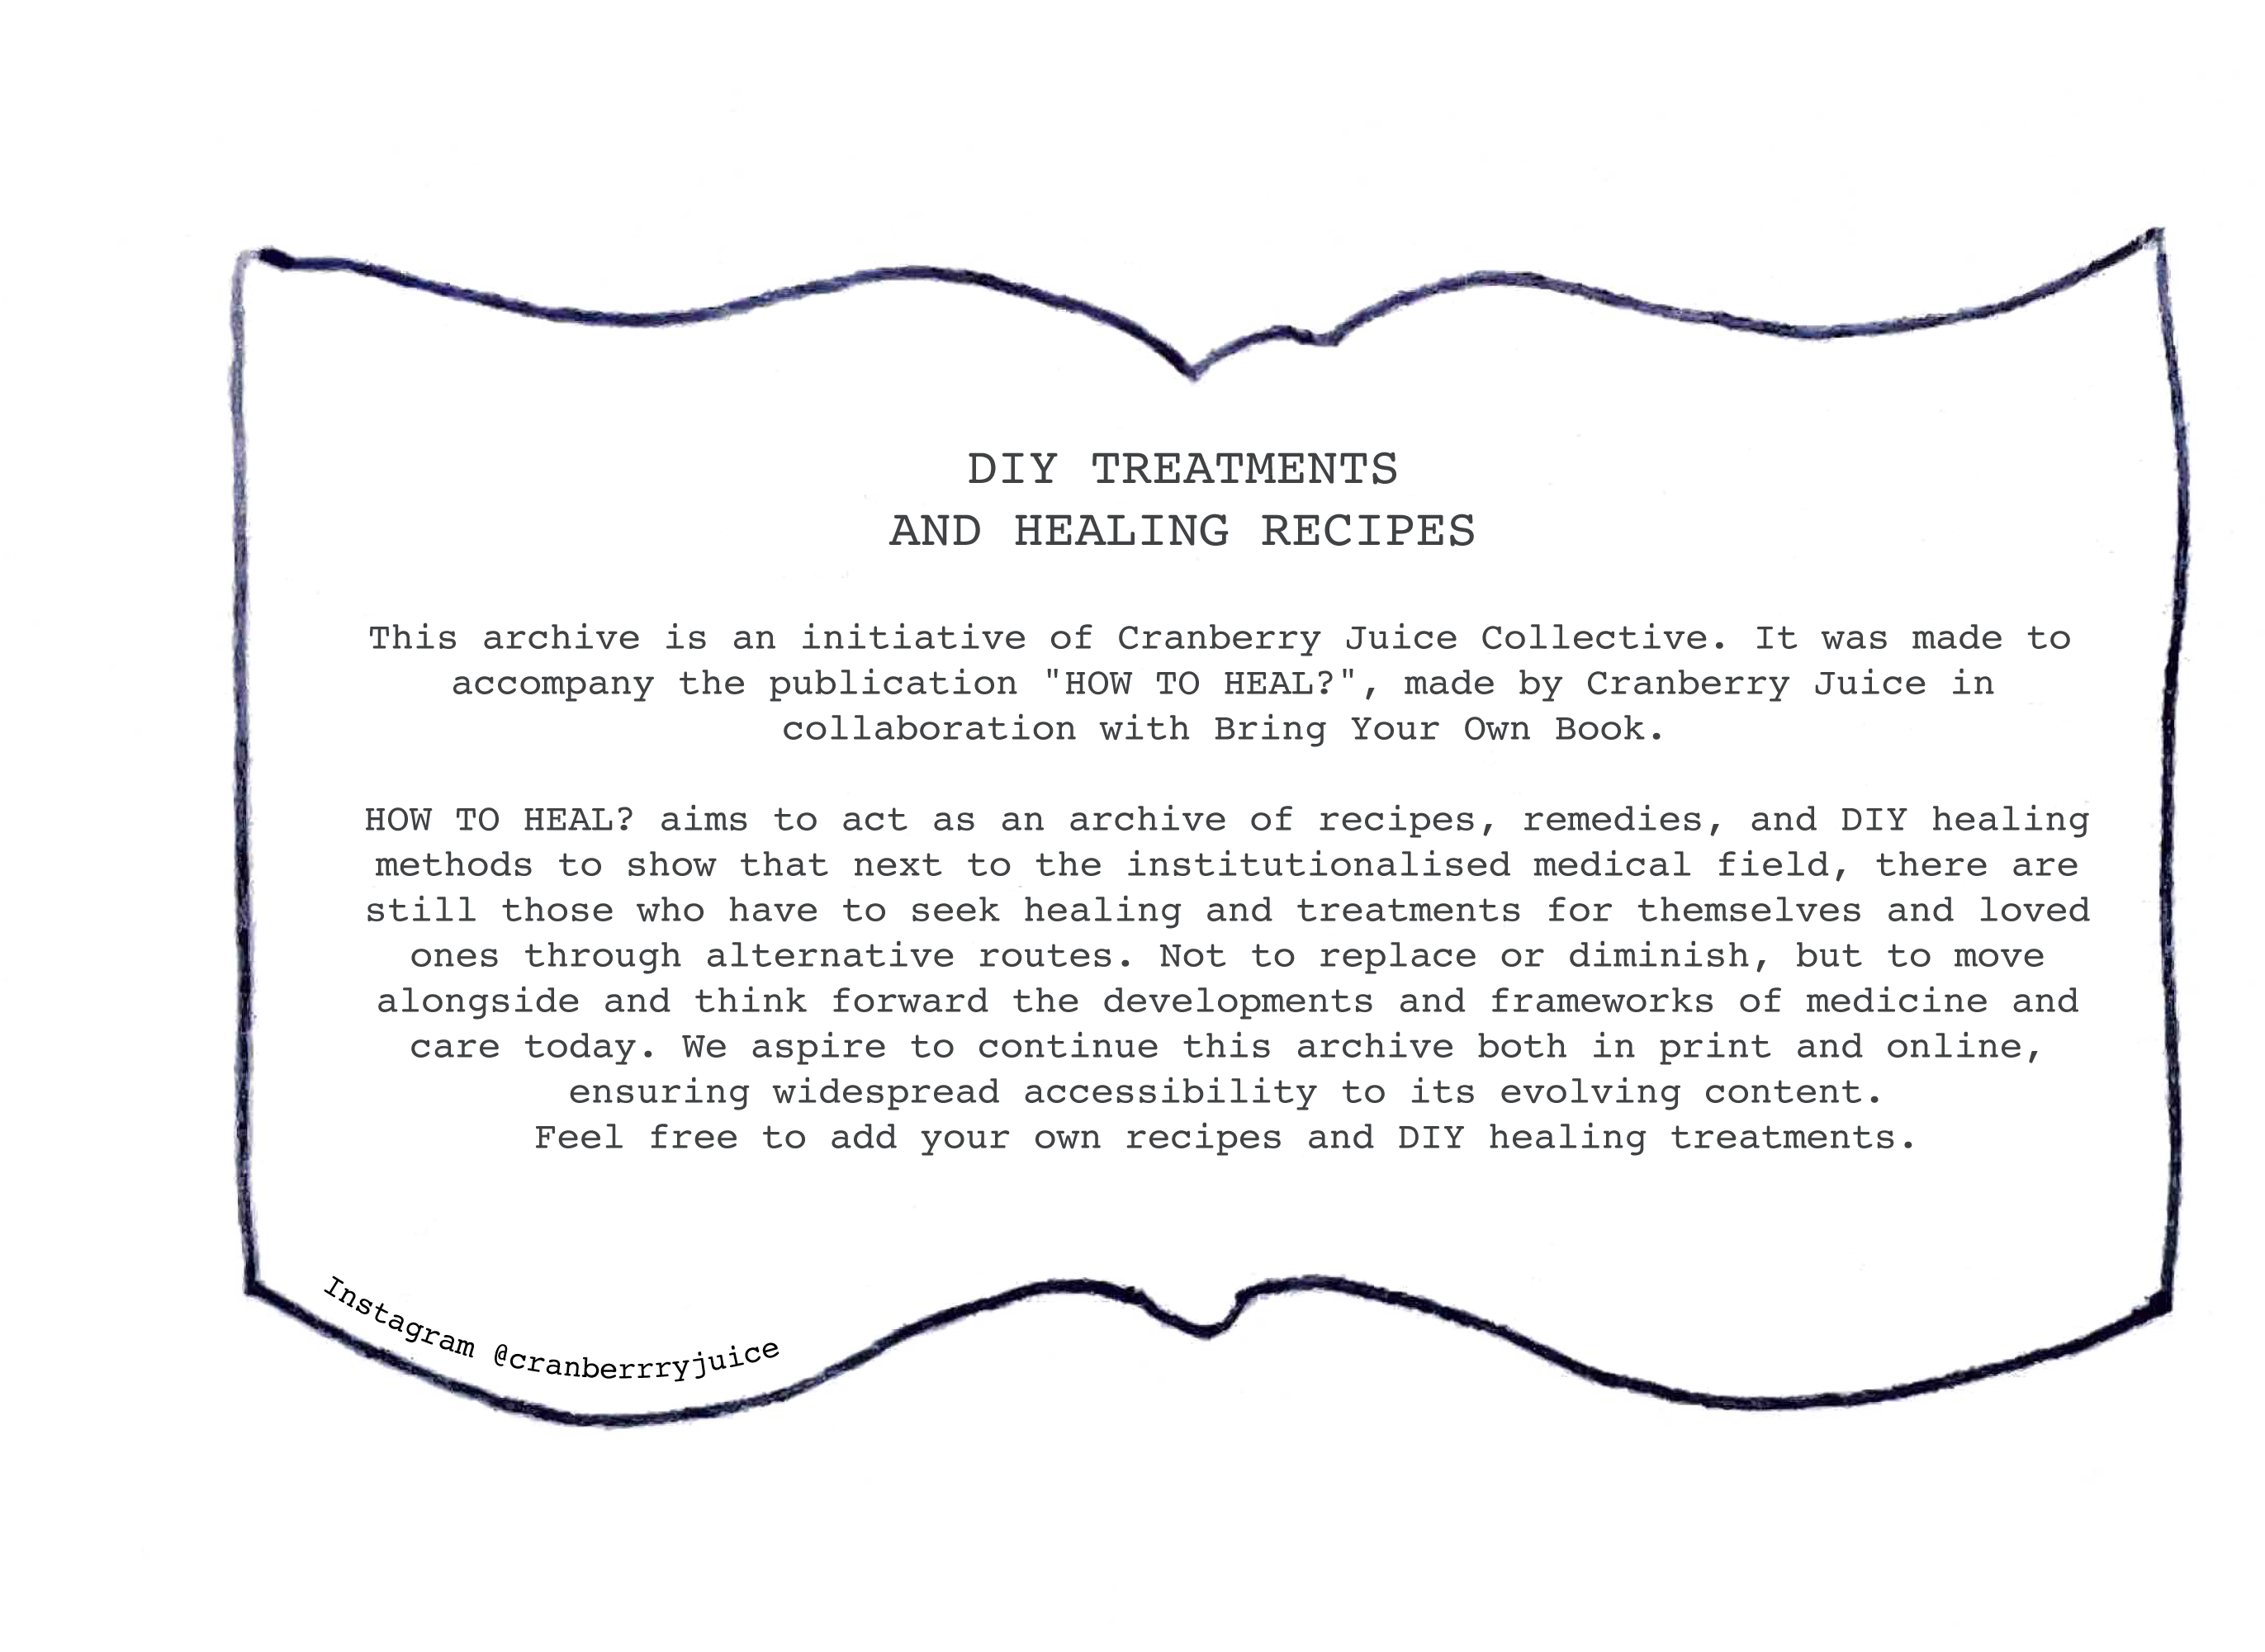 DIY TREATMENTS
AND HEALING RECIPES
This archive is an initiative of Cranberry Juice Collective. It was made to
accompany the publication "HOW TO HEAL?", made by Cranberry Juice in
collaboration with Bring Your Own Book.
HOW TO HEAL? aims to act as an archive of recipes, remedies, and DIY healing
methods to show that next to the institutionalised medical field, there are
still those who have to seek healing and treatments for themselves and loved
ones through alternative routes. Not to replace or diminish, but to move
alongside and think forward the developments and frameworks of medicine and
care today. We aspire to continue this archive both in print and online,
ensuring widespread accessibility to its evolving content.
Feel free to add your own recipes and DIY healing treatments.
Instagram @cranberrryjuice